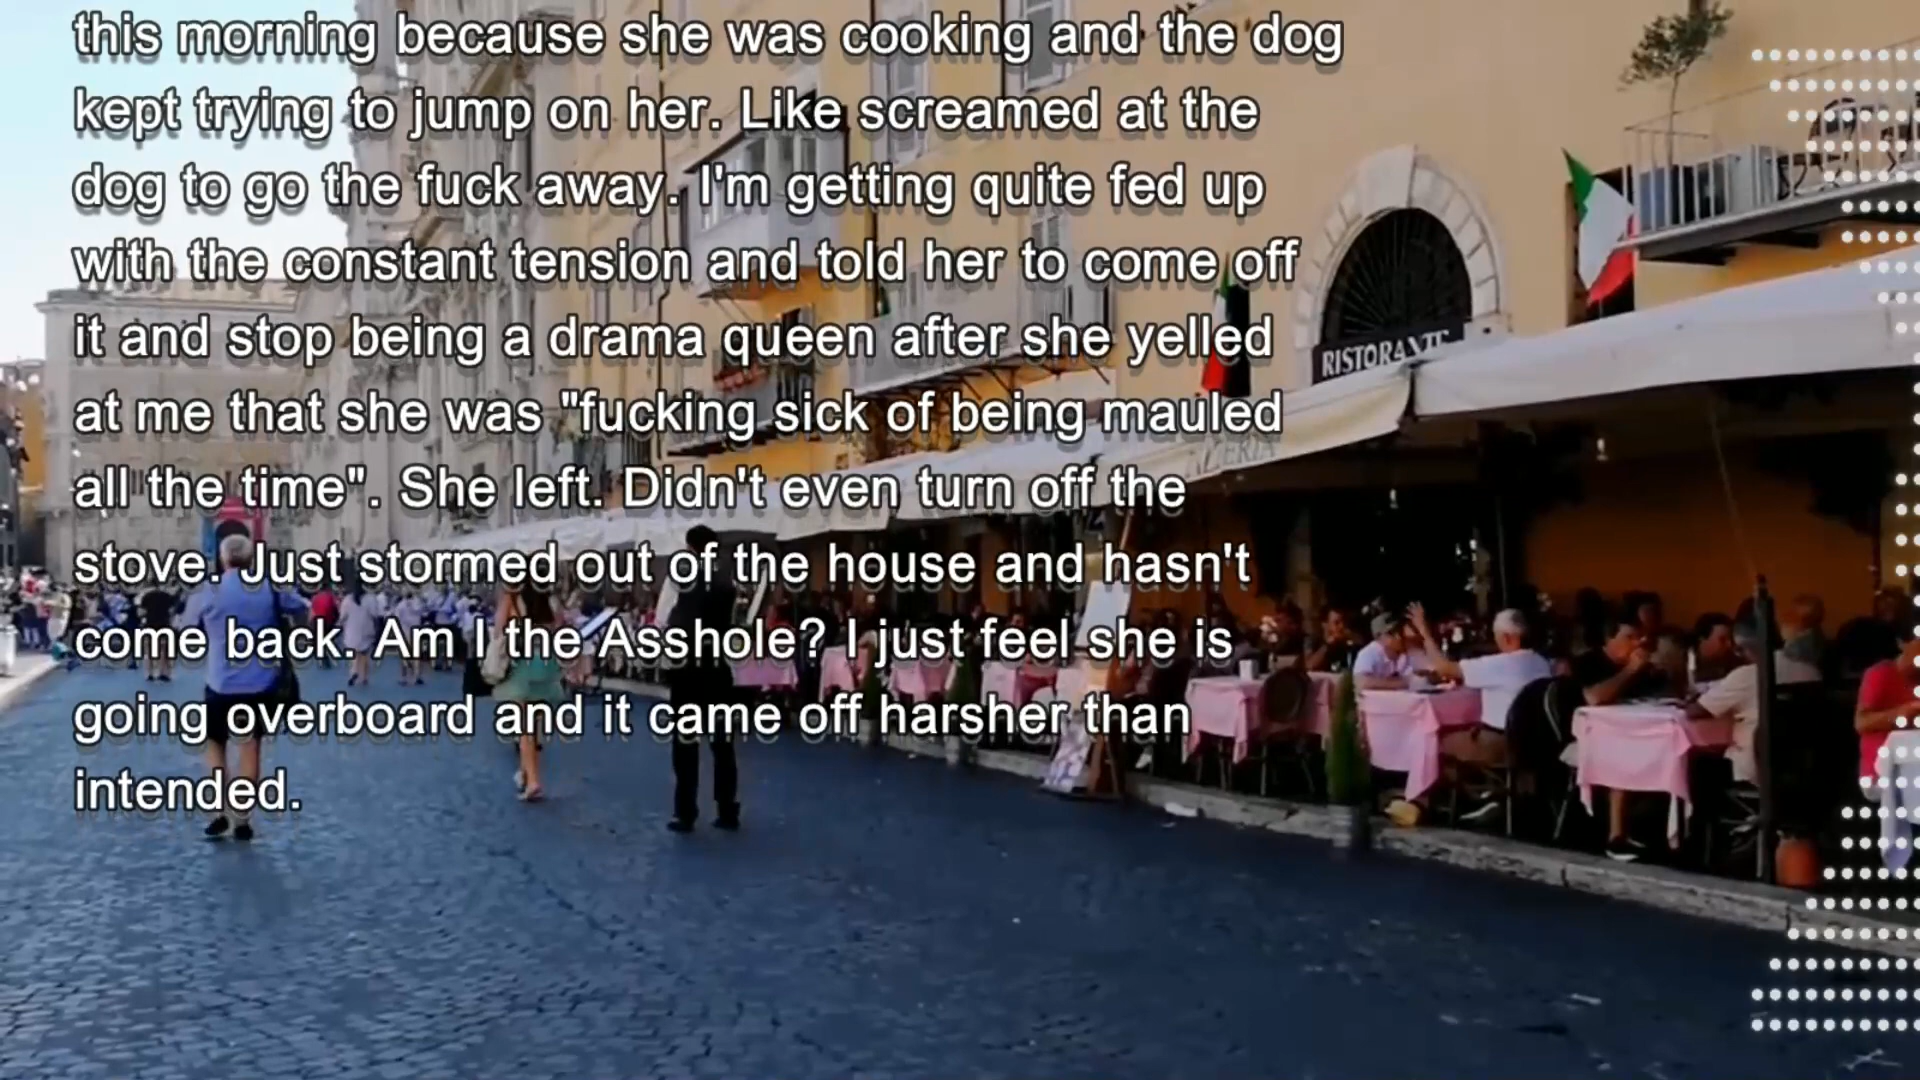 this morning because she was cooking and the dog
kept trying to jump on her. Like screamed at the
dog to go the fuck away. I'm getting quite fed up
with the constant tension and told her to come off
it and stop being a drama queen after she yelled
at me that she was "fucking sick of being mauled
all the time". She left. Didn't even turn off the
stove. Just stormed out of the house and hasn't
come back. Am I the Asshole? I just feel she is
going overboard and it came off harsher than
intended.
RISTORANTE